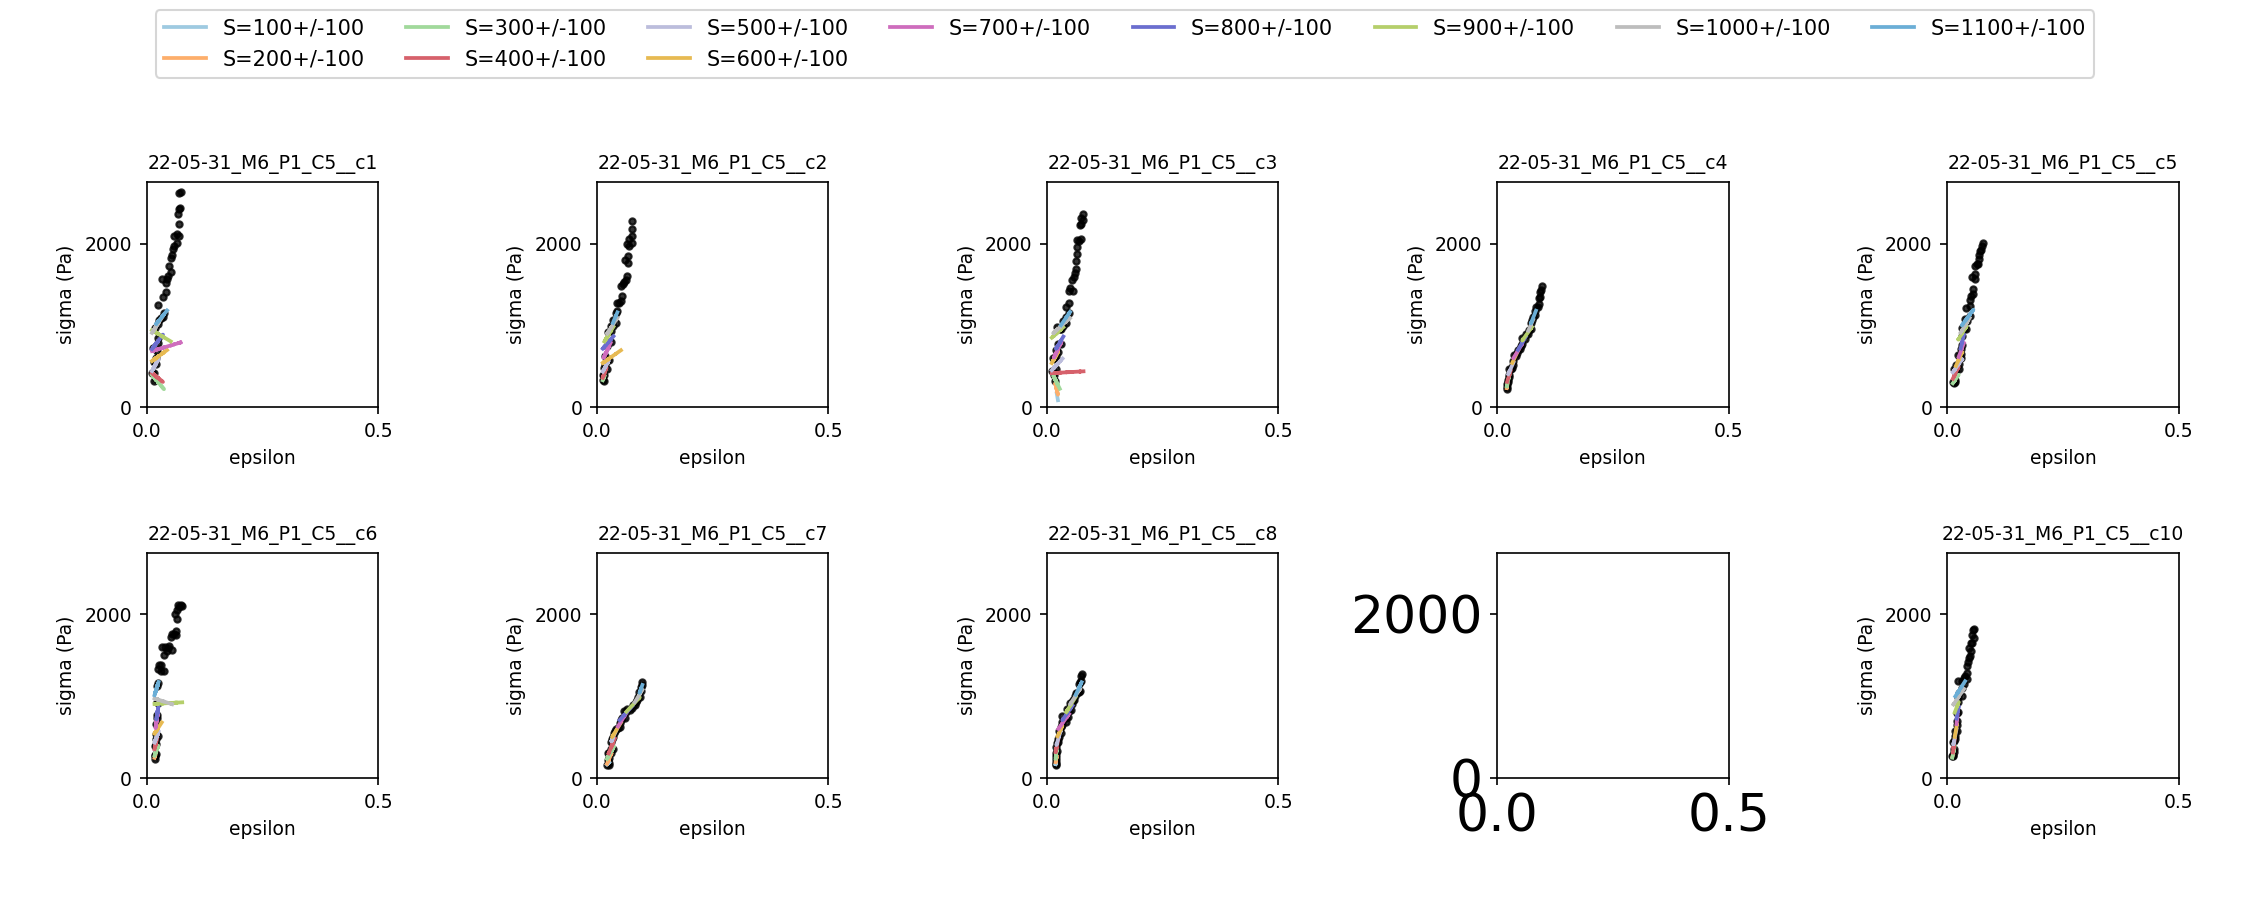 S=100+/-100 S=300+/-100 S=500+/-100 S=700+/-100 S=800+/-100 S=900+/-100 S=1000+/-100 S=1100+/-100
S=200+/-100 S=400+/-100 S=600+/-100
22-05-31_M6_P1_C5__c1 22-05-31_M6_P1_C5__c2 22-05-31_M6_P1_C5__c3 22-05-31_M6_P1_C5__c4 22-05-31_M6_P1_C5__c5
2000 2000 2000 2000 2000
sigma (Pa) sigma (Pa) sigma (Pa) sigma (Pa) sigma (Pa)
0 0 0 0 0
0.0 0.5 0.0 0.5 0.0 0.5 0.0 0.5 0.0 0.5
epsilon epsilon epsilon epsilon epsilon
22-05-31_M6_P1_C5__c6 22-05-31_M6_P1_C5__c7 22-05-31_M6_P1_C5__c8 22-05-31_M6_P1_C5__c10
2000 2000 2000 2000 2000
sigma (Pa) sigma (Pa) sigma (Pa) sigma (Pa)
0 0 0 0 0
0.0 0.5 0.0 0.5 0.0 0.5 0.0 0.5 0.0 0.5
epsilon epsilon epsilon epsilon